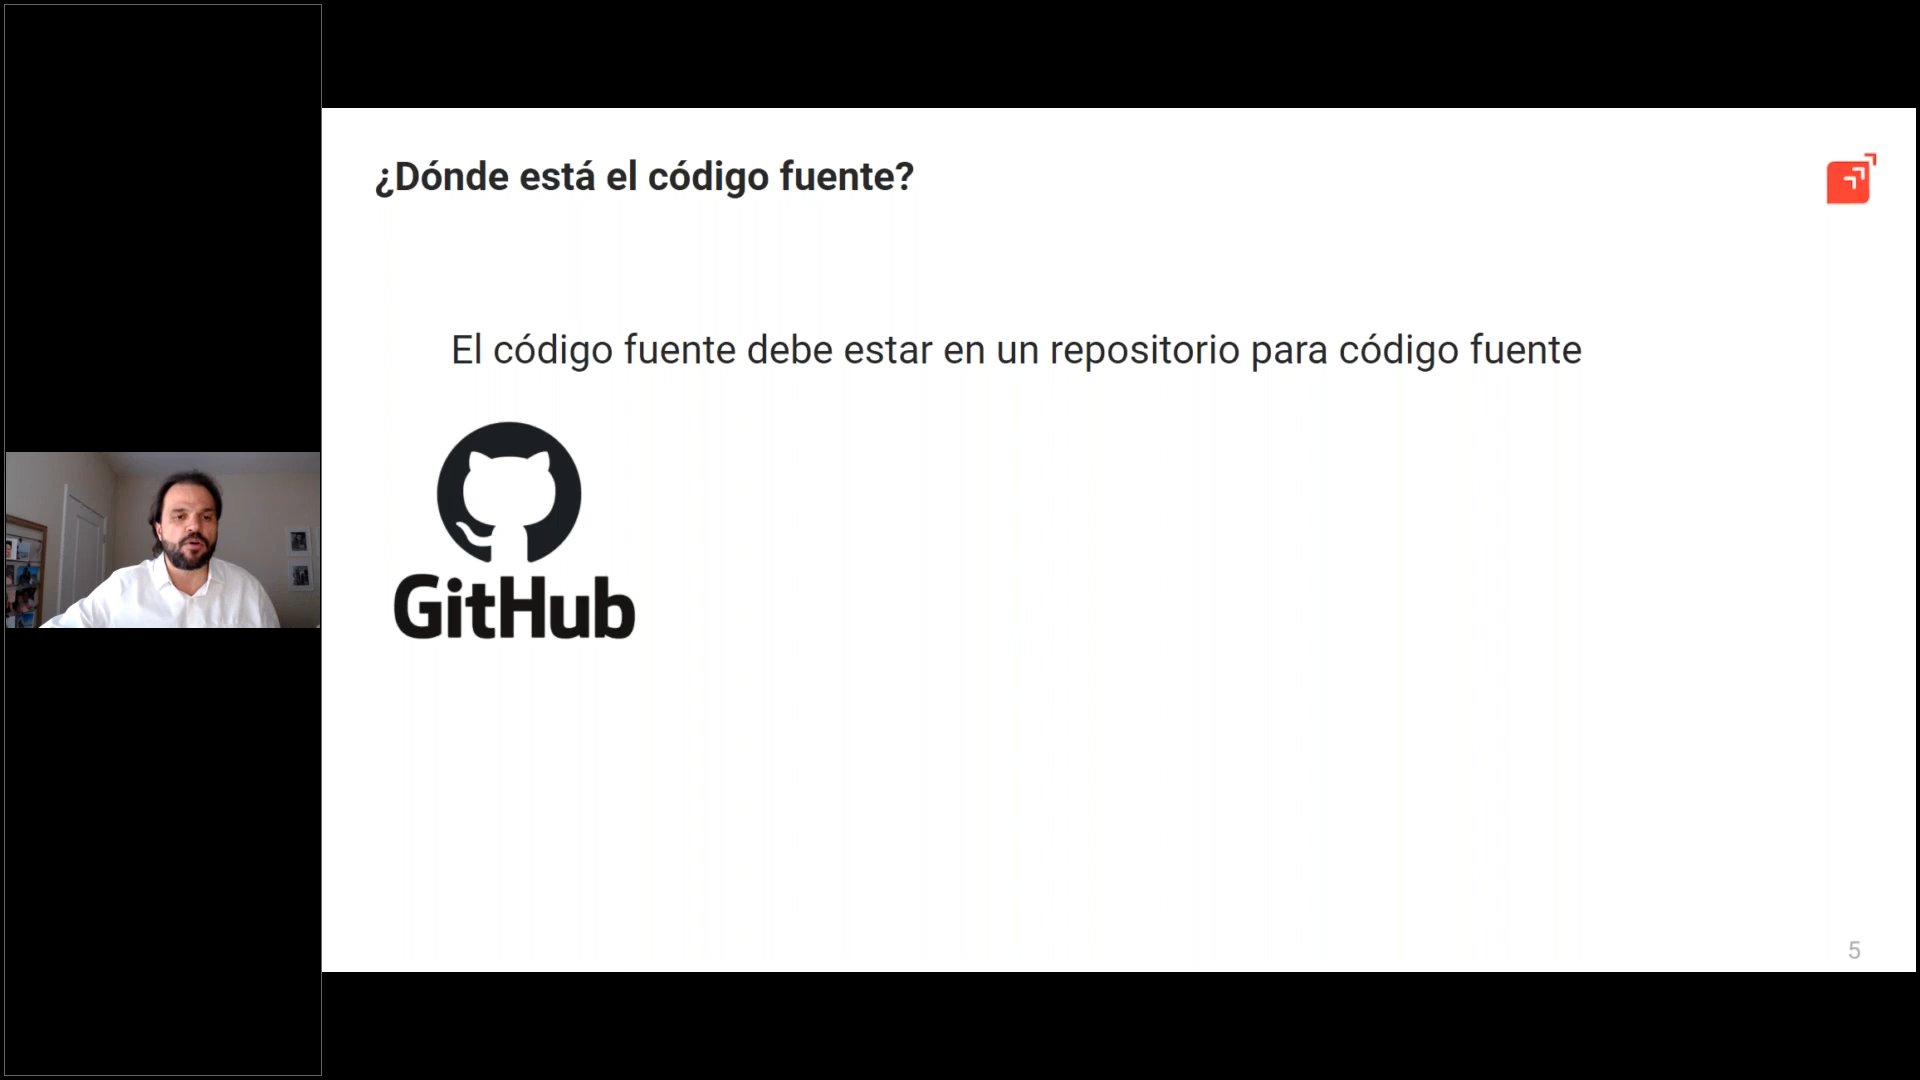 ¿Dónde está el código fuente?
El código fuente debe estar en un repositorio para código fuente
GitHub
5